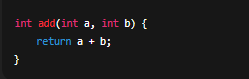 int add(int a, int b) {
    return a + b;
}